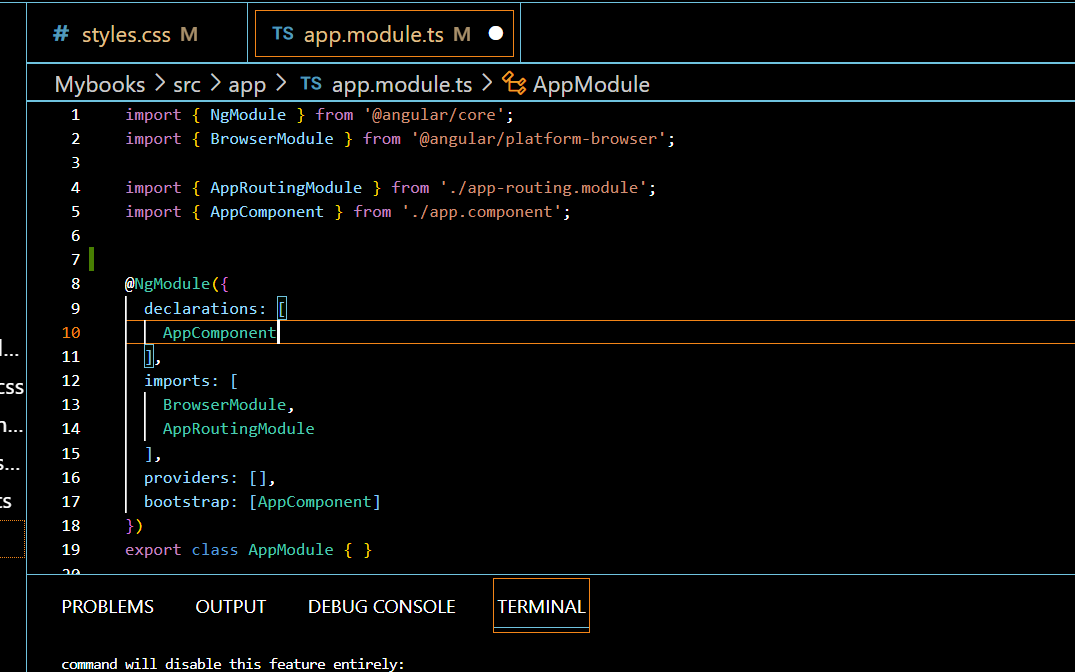 # styles.css M TS app.module.ts M
Mybooks > src > app > TS app.module.ts > AppModule
1 import { NgModule } from '@angular/core';
2 import { BrowserModule } from '@angular/platform-browser';
3
4 import { AppRoutingModule } from './app-routing.module';
5 import { AppComponent } from './app.component';
6
7
8 @NgModule({
9 declarations: [
10 AppComponent
11 ],
12 imports: [
13 BrowserModule,
14 AppRoutingModule
15 ],
16 providers: [],
17 bootstrap: [AppComponent]
18 })
19 export class AppModule { }
20
PROBLEMS OUTPUT DEBUG CONSOLE TERMINAL
command will disable this feature entirely: